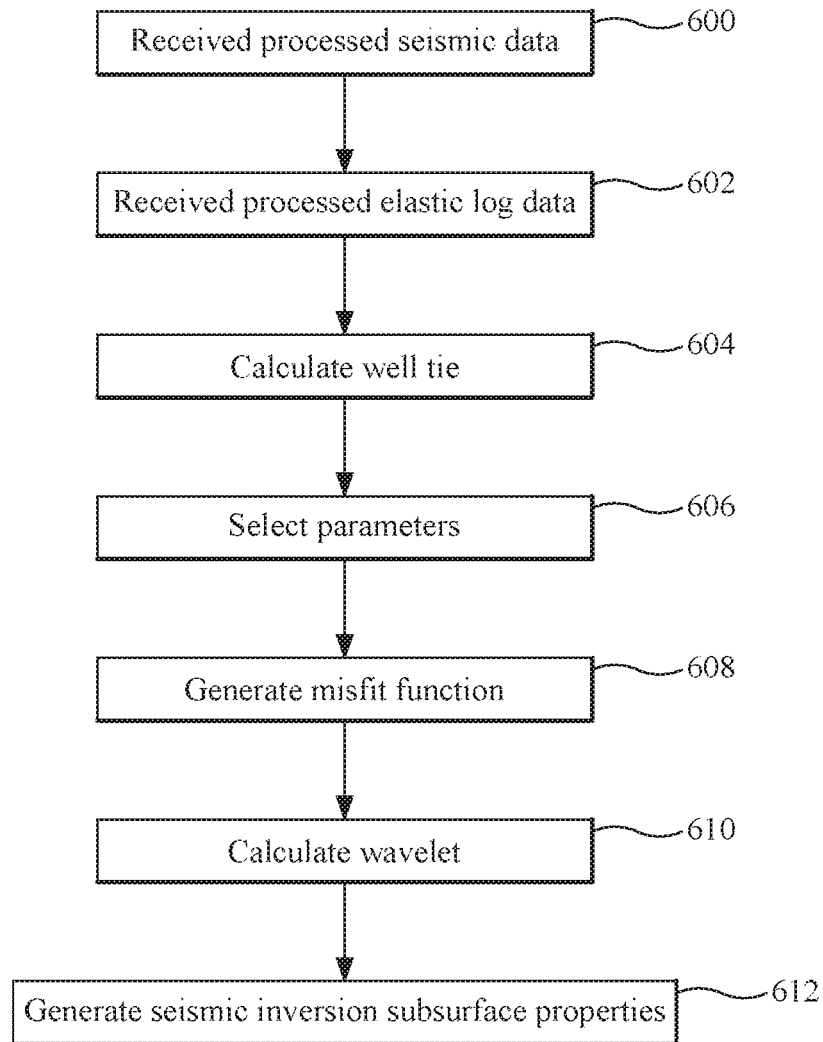 Received processed seismic data
600
Received processed elastic log data
602
Calculate well tie
604
Select parameters
606
Generate misfit function
608
Calculate wavelet
610
Generate seismic inversion subsurface properties
612